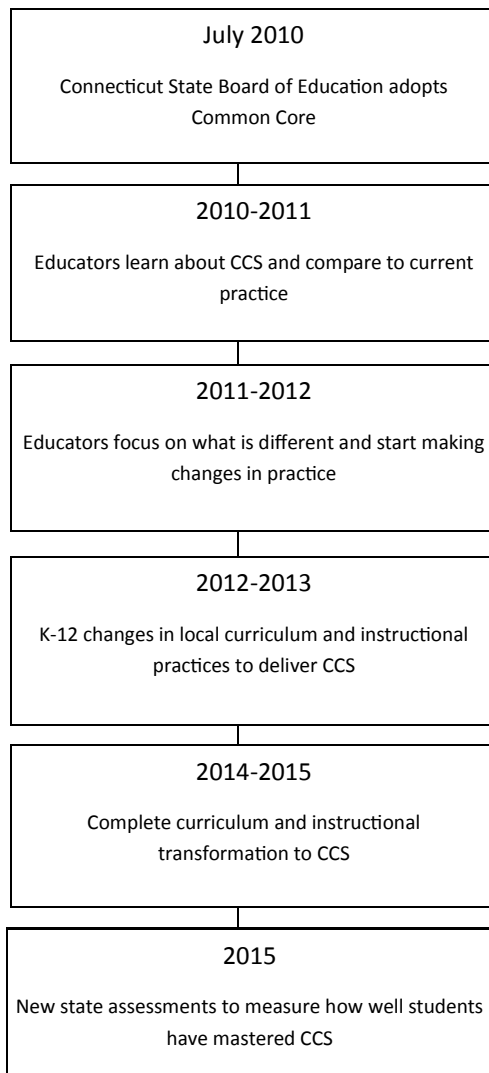 July 2010
Connecticut State Board of Education adopts
Common Core
2010-2011
Educators learn about CCS and compare to current
practice
2011-2012
Educators focus on what is different and start making
changes in practice
2012-2013
K-12 changes in local curriculum and instructional
practices to deliver CCS
2014-2015
Complete curriculum and instructional
transformation to CCS
2015
New state assessments to measure how well students
have mastered CCS